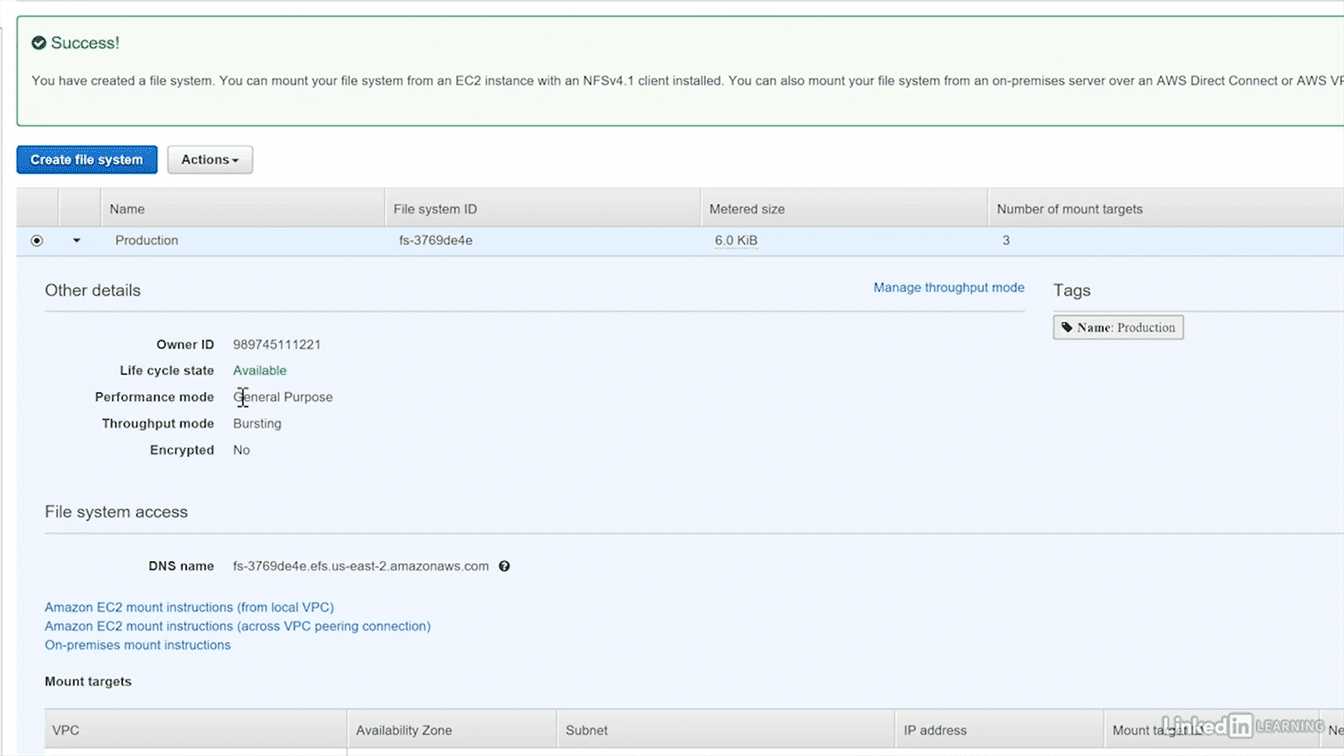 Success!
You have created a file system. You can mount your file system from an EC2 instance with an NFSv4.1 client installed. You can also mount your file system from an on-premises server over an AWS Direct Connect or AWS VP
Create file system Actions
Name File system ID Metered size Number of mount targets
Production fs-3769de4e 6.0 KiB 3
Other details Manage throughput mode Tags
Name: Production
Owner ID 989745111221
Life cycle state Available
Performance mode General Purpose
Throughput mode Bursting
Encrypted No
File system access
DNS name fs-3769de4e.efs.us-east-2.amazonaws.com
Amazon EC2 mount instructions (from local VPC)
Amazon EC2 mount instructions (across VPC peering connection)
On-premises mount instructions
Mount targets
VPC Availability Zone Subnet IP address Mount target ID Ne
LinkedIn LEARNING